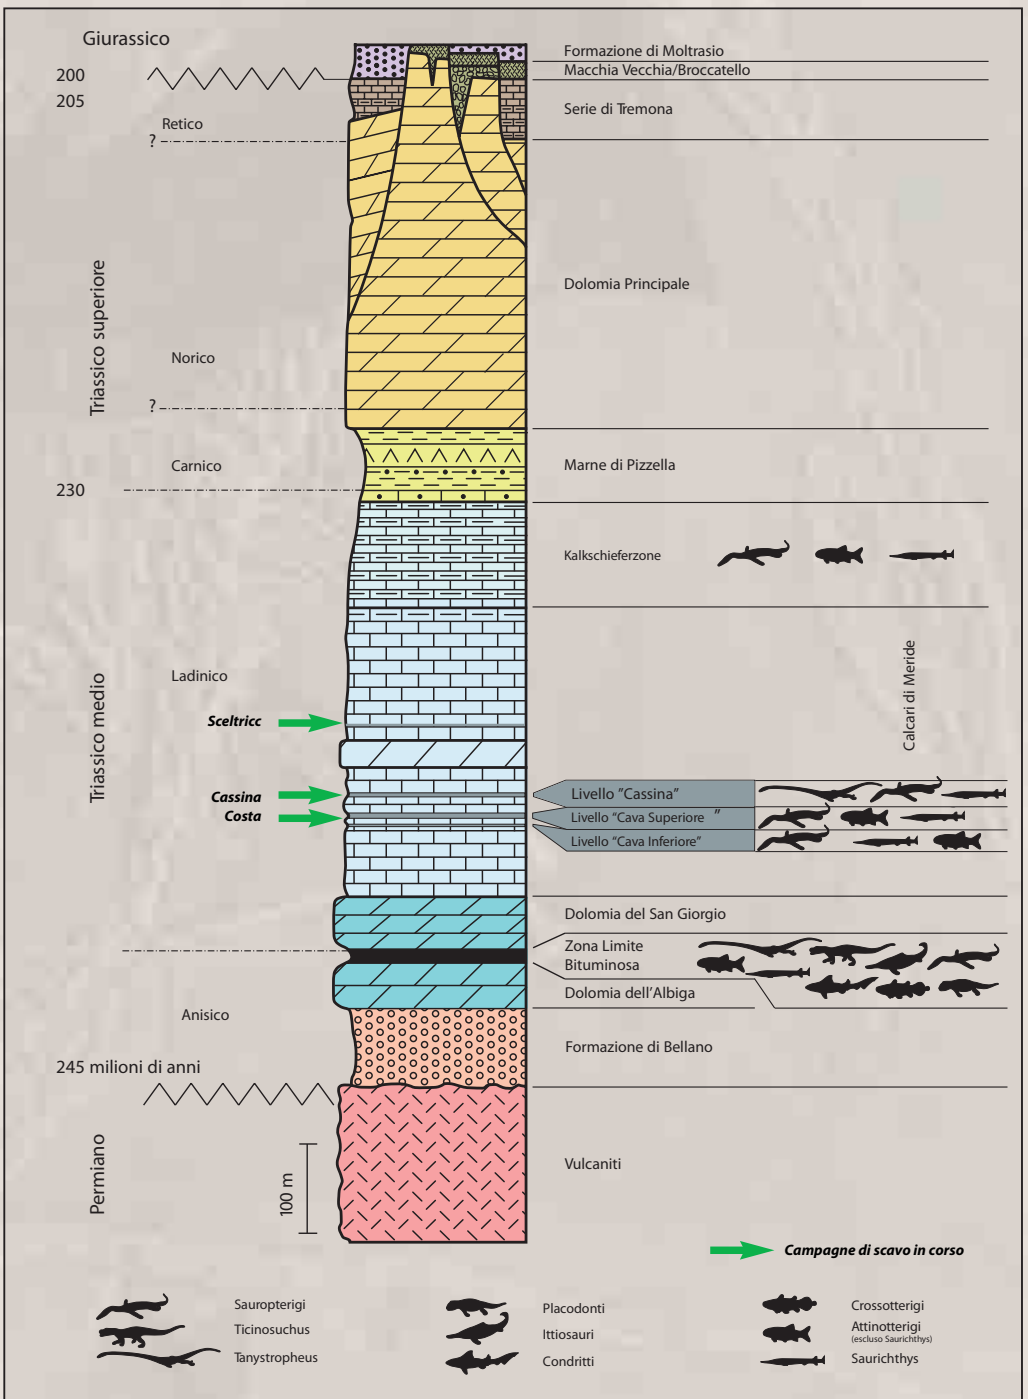 Giurassico
200
205
Retico
?
Triassico superiore
Norico
?
Carnico
230
Ladinico
Triassico medio
Sceltricc
Cassina
Costa
Anisico
245 milioni di anni
Permiano
100 m
Formazione di Moltrasio
Macchia Vecchia/Broccatello
Serie di Tremona
Dolomia Principale
Marne di Pizzella
Kalkschieferzone
Calcari di Meride
Livello "Cassina"
Livello "Cava Superiore "
Livello "Cava Inferiore"
Dolomia del San Giorgio
Zona Limite
Bituminosa
Dolomia dell'Albiga
Formazione di Bellano
Vulcaniti
Campagne di scavo in corso
Sauropterigi
Ticinosuchus
Tanystropheus
Placodonti
Ittiosauri
Condritti
Crossotterigi
Attinotterigi
(escluso Saurichthys)
Saurichthys